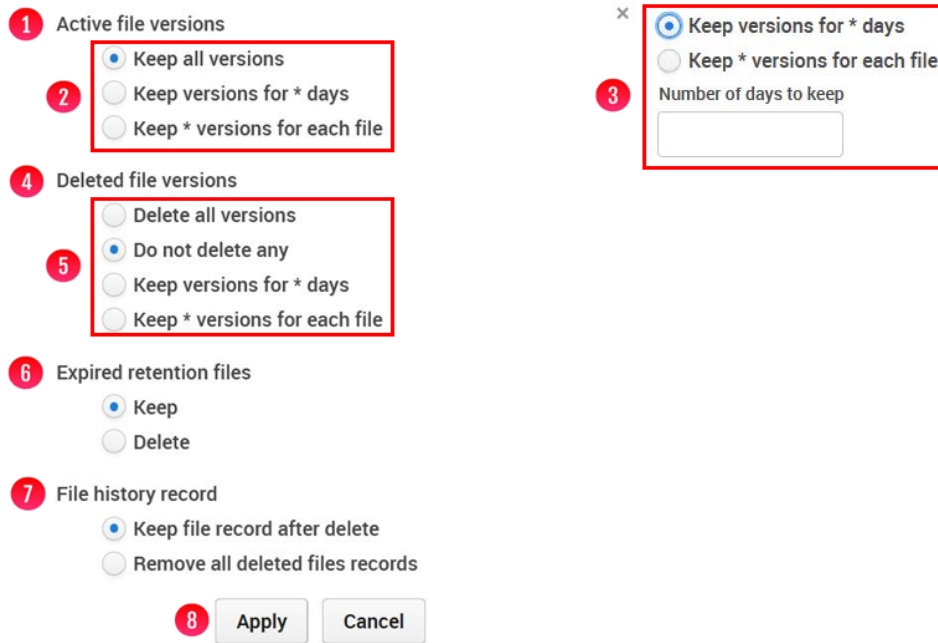 1 Active file versions
2
Keep all versions
Keep versions for * days
Keep * versions for each file
4 Deleted file versions
5
Delete all versions
Do not delete any
Keep versions for * days
Keep * versions for each file
6 Expired retention files
Keep
Delete
7 File history record
Keep file record after delete
Remove all deleted files records
8 Apply Cancel
×
3
Keep versions for * days
Keep * versions for each file
Number of days to keep